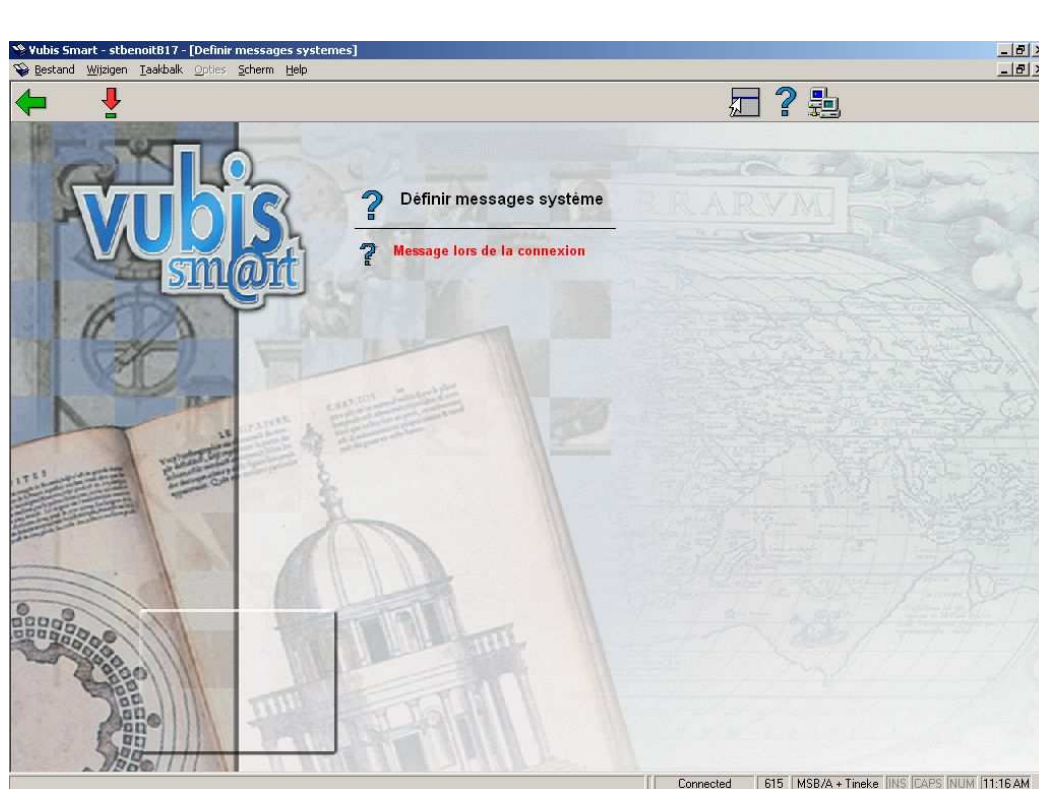 Vubis Smart - stbenoitB17 - [Definir messages systemes]
Bestand Wijzigen Taakbalk Opties Scherm Help
vubis
sm@rt
? Définir messages système
? Message lors de la connexion
RARVM
Connected 615 MSB/A + Tineke INS CAPS NUM 11:16 AM